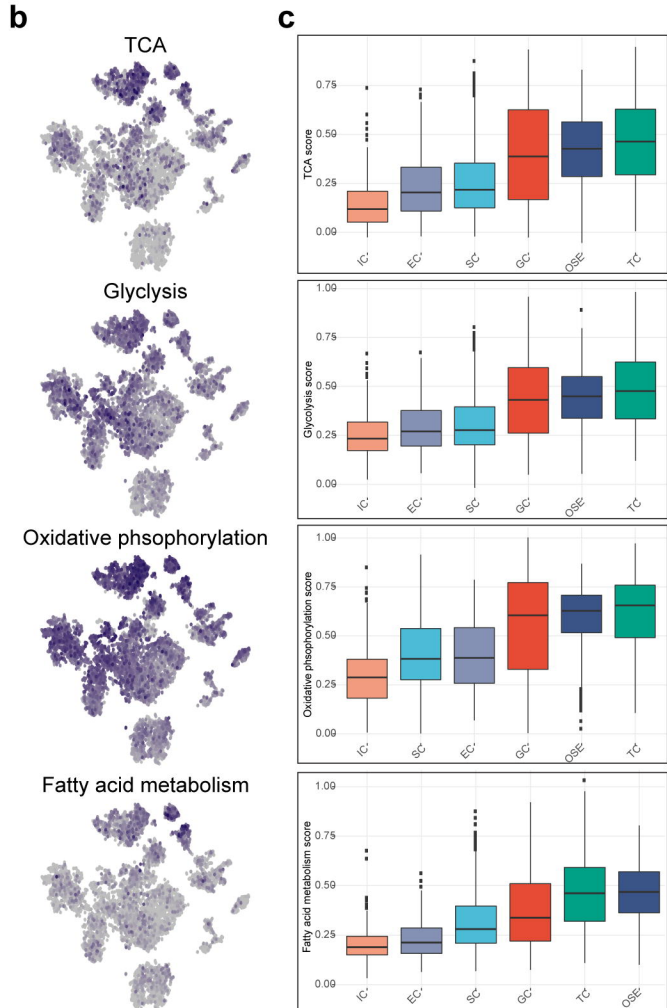 b
TCA
Glyclysis
Oxidative phsophorylation
Fatty acid metabolism
c
TCA score
0.75
0.50
0.25
0.00
IC
EC
SC
GC
OSE
TC
Glycolysis score
1.00
0.75
0.50
0.25
0.00
IC
EC
SC
GC
OSE
TC
Oxidative phsophorylation score
1.00
0.75
0.50
0.25
0.00
IC
SC
EC
GC
OSE
TC
Fatty acid metabolism score
1.00
0.75
0.50
0.25
0.00
IC
EC
SC
GC
TC
OSE